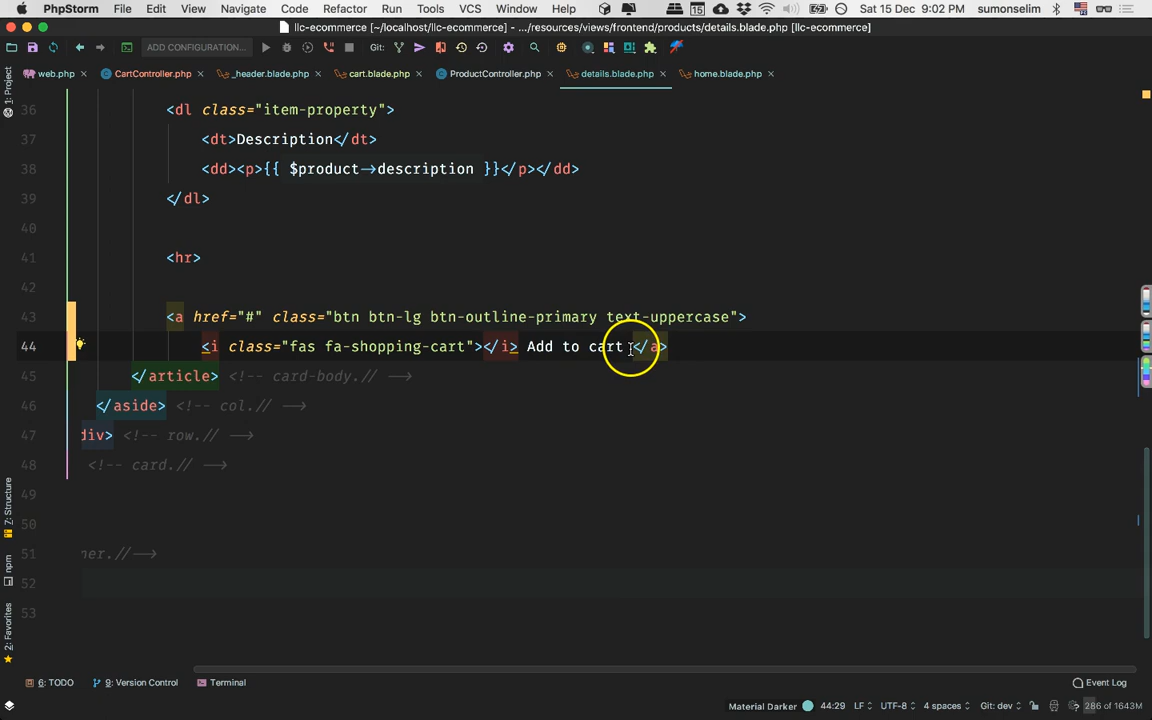 PhpStorm File Edit View Navigate Code Refactor Run Tools VCS Window Help 15 Sat 15 Dec 9:02 PM sumonselim
llc-ecommerce [~/localhost/llc-ecommerce] - .../resources/views/frontend/products/details.blade.php [llc-ecommerce]
ADD CONFIGURATION... Git:
web.php CartController.php _header.blade.php cart.blade.php ProductController.php details.blade.php home.blade.php
1: Project
36 <dl class="item-property">
37 <dt>Description</dt>
38 <dd><p>{{ $product->description }}</p></dd>
39 </dl>
40
41 <hr>
42
43 <a href="#" class="btn btn-lg btn-outline-primary text-uppercase">
44 <i class="fas fa-shopping-cart"></i> Add to cart </a>
45 </article> <!-- card-body.// -->
46 </aside> <!-- col.// -->
47 div> <!-- row.// -->
48 <!-- card.// -->
49
50
51 ner.//-->
52
53
7: Structure
npm
2: Favorites
6: TODO 9: Version Control Terminal Event Log
Material Darker 44:29 LF UTF-8 4 spaces Git: dev 286 of 1643M